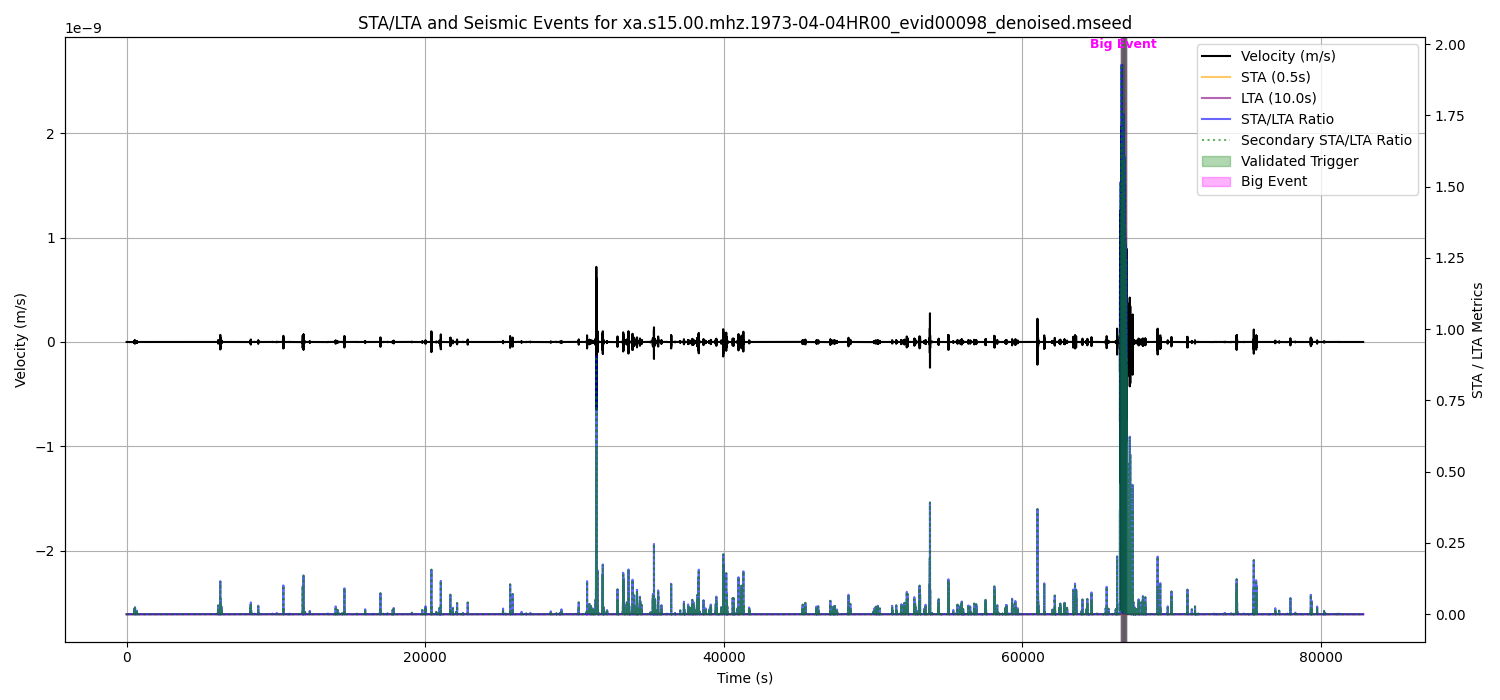 STA/LTA and Seismic Events for xa.s15.00.mhz.1973-04-04HR00_evid00098_denoised.mseed
1e−9
Big Event
2.00
Velocity (m/s)
STA (0.5s)
LTA (10.0s)
STA/LTA Ratio
Secondary STA/LTA Ratio
Validated Trigger
Big Event
2
1
0
−1
−2
Velocity (m/s)
1.75
1.50
1.25
1.00
0.75
0.50
0.25
0.00
STA / LTA Metrics
0
20000
40000
60000
80000
Time (s)